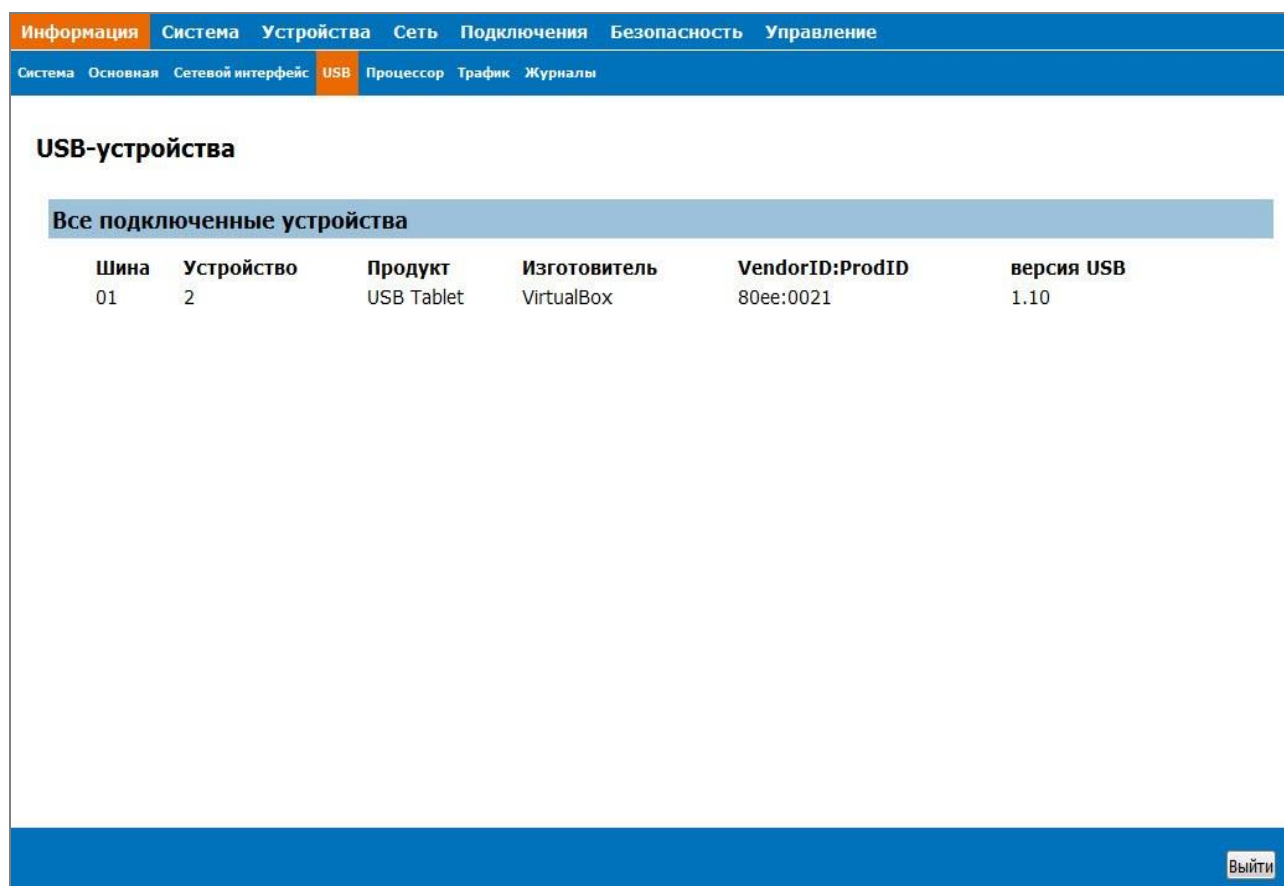 Информация Система Устройства Сеть Подключения Безопасность Управление
Система Основная Сетевой интерфейс USB Процессор Трафик Журналы
USB-устройства
Все подключенные устройства
Шина Устройство Продукт Изготовитель VendorID:ProdID версия USB
01 2 USB Tablet VirtualBox 80ee:0021 1.10
Выйти